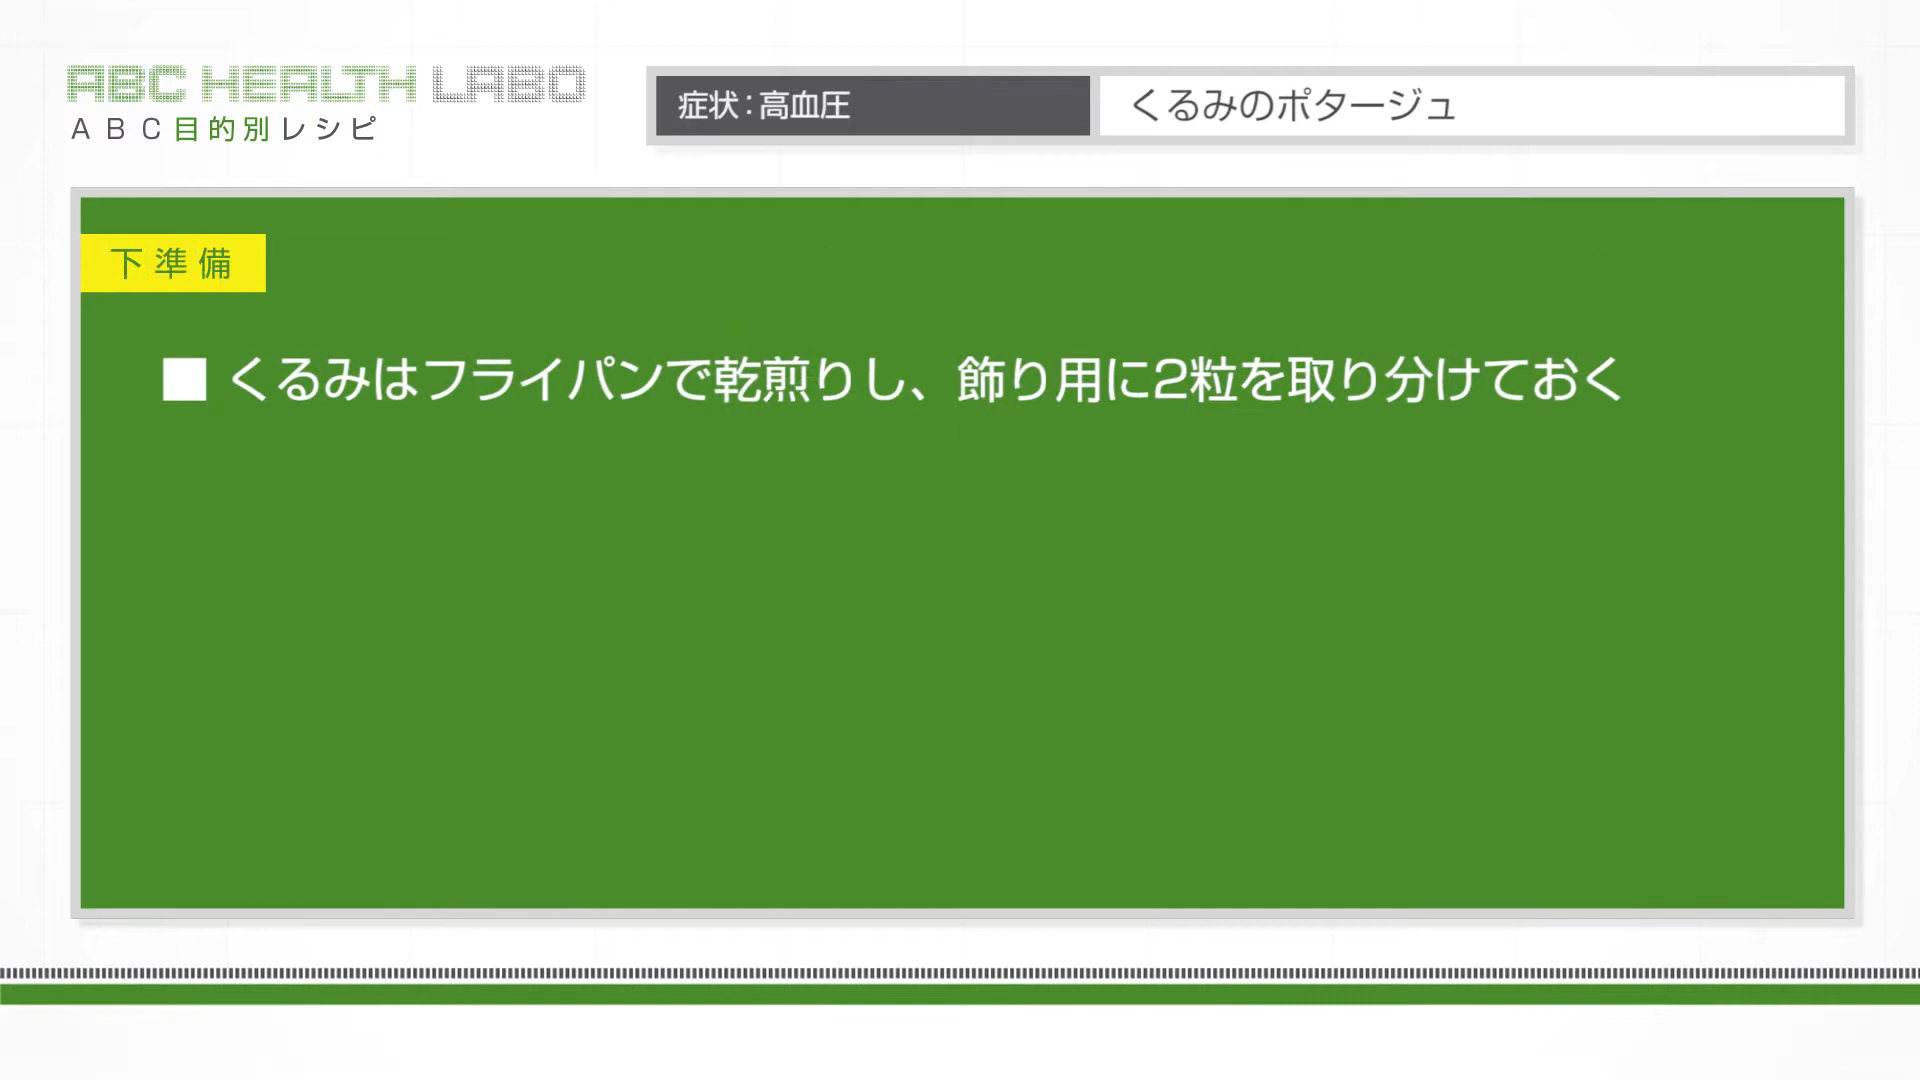 ABC HEALTH LABO
ABC目的別レシピ
症状:高血圧
くるみのポタージュ
下準備
■ くるみはフライパンで乾煎りし、飾り用に2粒を取り分けておく